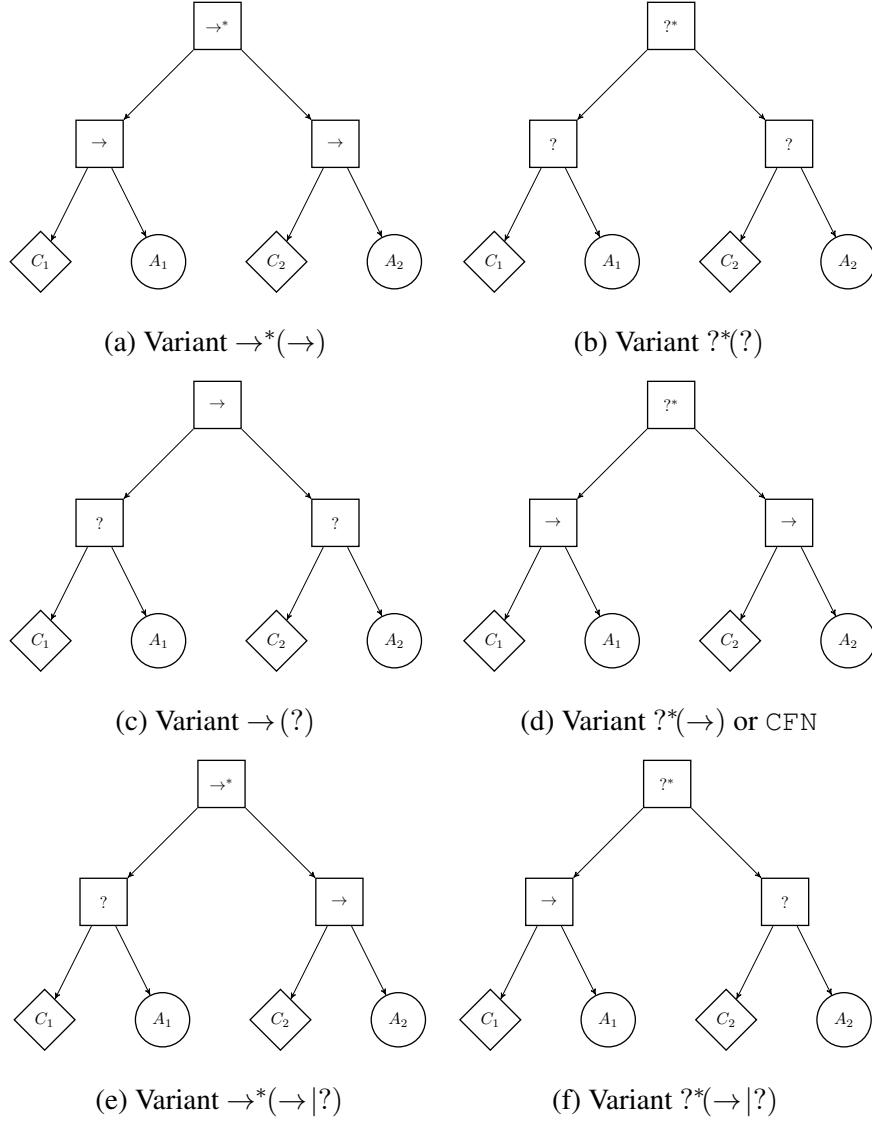 →* ?*
→ → ? ?
C₁ A₁ C₂ A₂ C₁ A₁ C₂ A₂
(a) Variant →*(→) (b) Variant ?*(?)
→ ?*
? ? → →
C₁ A₁ C₂ A₂ C₁ A₁ C₂ A₂
(c) Variant →(?) (d) Variant ?*(→) or CFN
→* ?*
? → → ?
C₁ A₁ C₂ A₂ C₁ A₁ C₂ A₂
(e) Variant →*(→|?) (f) Variant ?*(→|?)